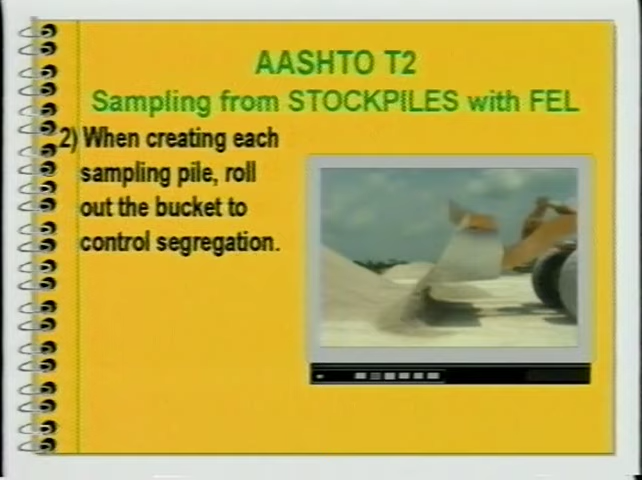 AASHTO T2
Sampling from STOCKPILES with FEL
2) When creating each
sampling pile, roll
out the bucket to
control segregation.